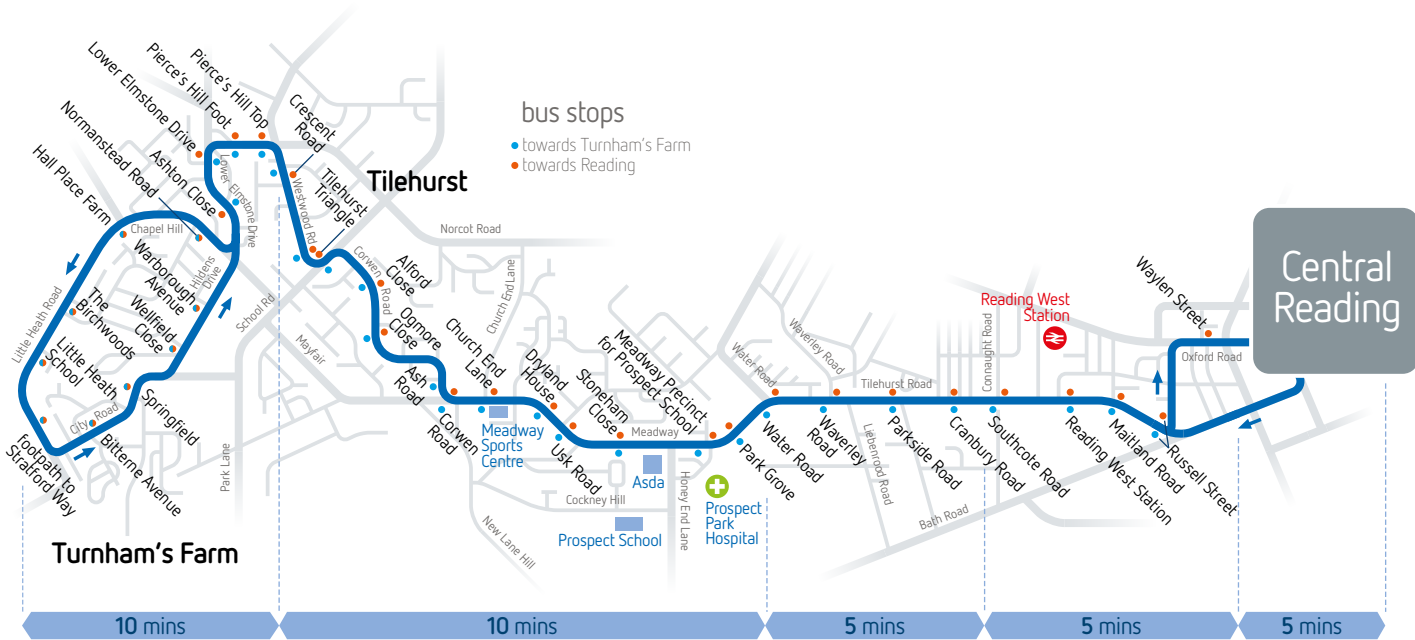 bus stops
towards Turnham's Farm
towards Reading
Tilehurst
Turnham's Farm
Central
Reading
Hall Place Farm
Normanstead Road
Ashton Close
Lower Elmstone Drive
Pierce's Hill Foot
Pierce's Hill Top
Crescent
Road
Tilehurst
Triangle
Lower Elmstone Drive
Westwood Rd
Chapel Hill
Hildens
Drive
Warborough
Avenue
Wellfield
Close
The
Birchwoods
Little Heath Road
Little Heath
School
City Road
footpath to
Stratford Way
Bitterne Avenue
Springfield
School Rd
Park Lane
Mayfair
Corwen
Road
Alford
Close
Ogmore
Close
Norcot Road
Church End Lane
Church End
Lane
Ash
Road
Corwen
Road
Meadway
Sports
Centre
Dryland
House
Stoneham
Close
Usk Road
Meadway Precinct
for Prospect School
Meadway
Asda
Cockney Hill
Prospect School
New Lane Hill
Honey End Lane
Prospect
Park
Hospital
Park Grove
Water Road
Water Road
Waverley Road
Waverley
Road
Tilehurst Road
Liebenrood Road
Parkside Road
Cranbury Road
Connaught Road
Southcote Road
Reading West
Station
Reading West Station
Maitland Road
Russell Street
Bath Road
Waylen Street
Oxford Road
10 mins
10 mins
5 mins
5 mins
5 mins